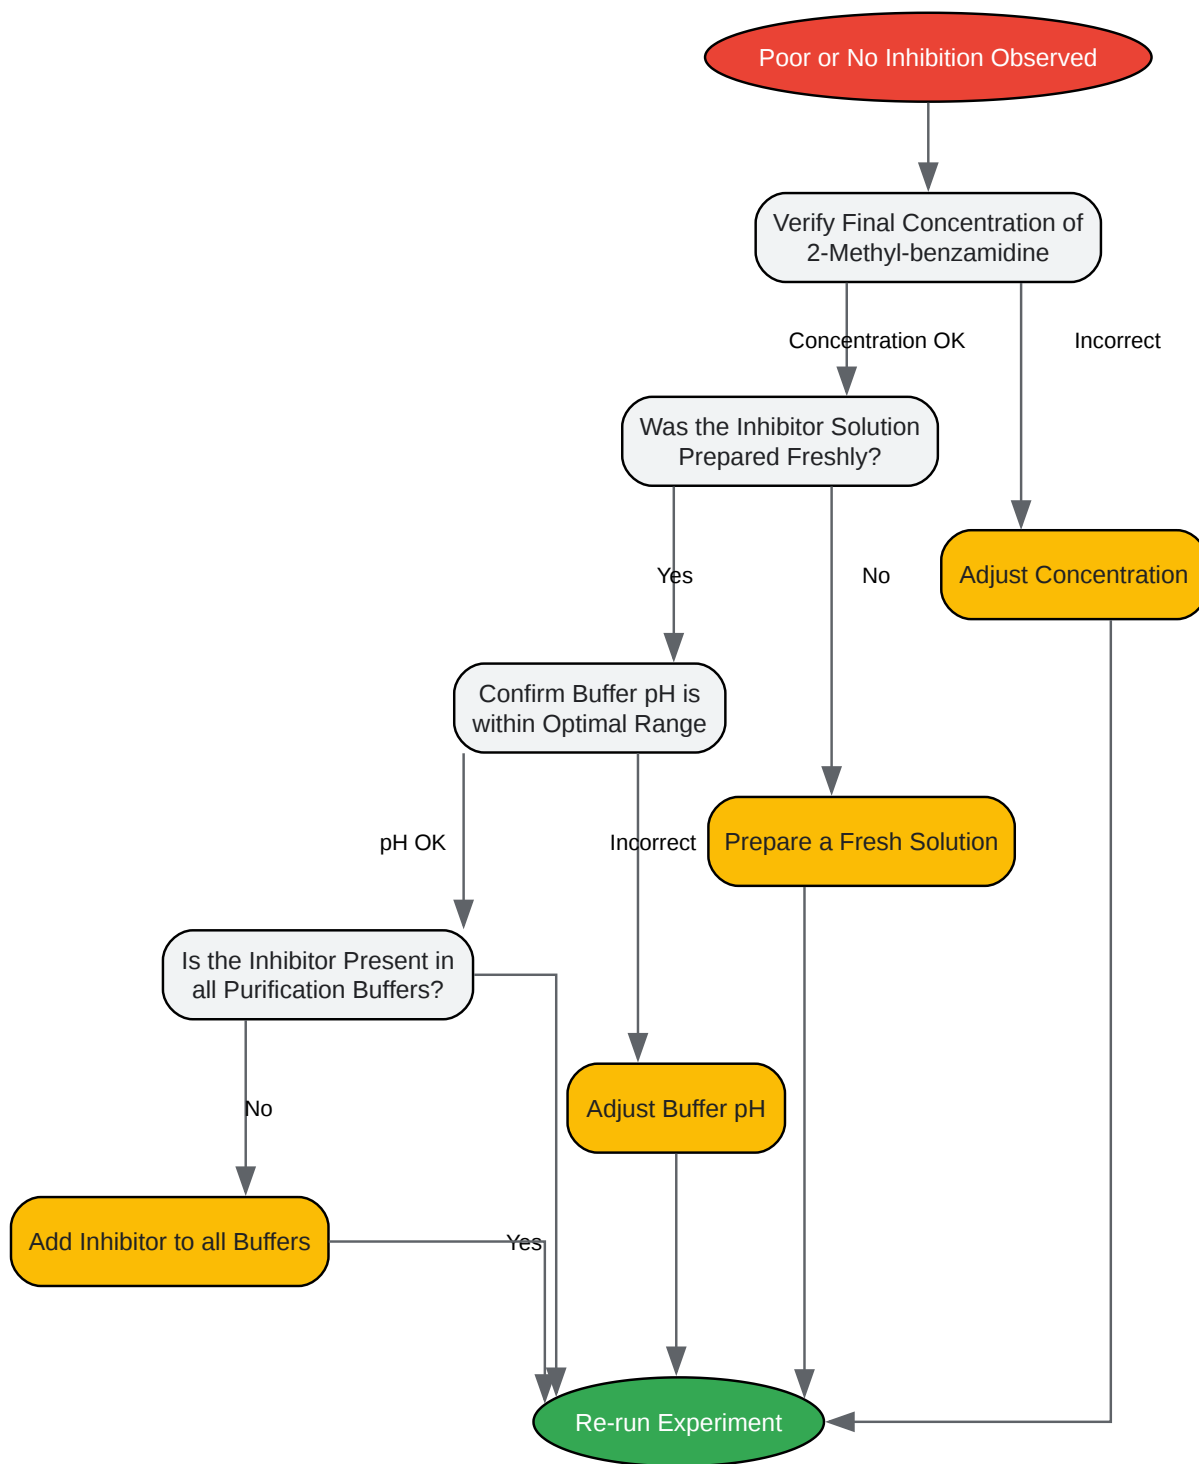 Poor or No Inhibition Observed
Verify Final Concentration of
2-Methyl-benzamidine
Concentration OK
Incorrect
Was the Inhibitor Solution
Prepared Freshly?
Yes
No
Adjust Concentration
Confirm Buffer pH is
within Optimal Range
pH OK
Incorrect
Prepare a Fresh Solution
Is the Inhibitor Present in
all Purification Buffers?
No
Adjust Buffer pH
Add Inhibitor to all Buffers
Yes
Re-run Experiment